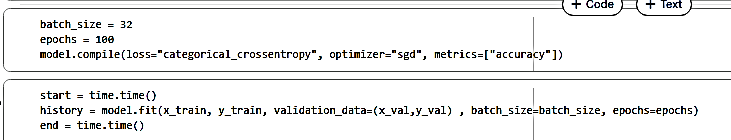 + Code + Text
batch_size = 32
epochs = 100
model.compile(loss="categorical_crossentropy", optimizer="sgd", metrics=["accuracy"])
start = time.time()
history = model.fit(x_train, y_train, validation_data=(x_val,y_val) , batch_size=batch_size, epochs=epochs)
end = time.time()